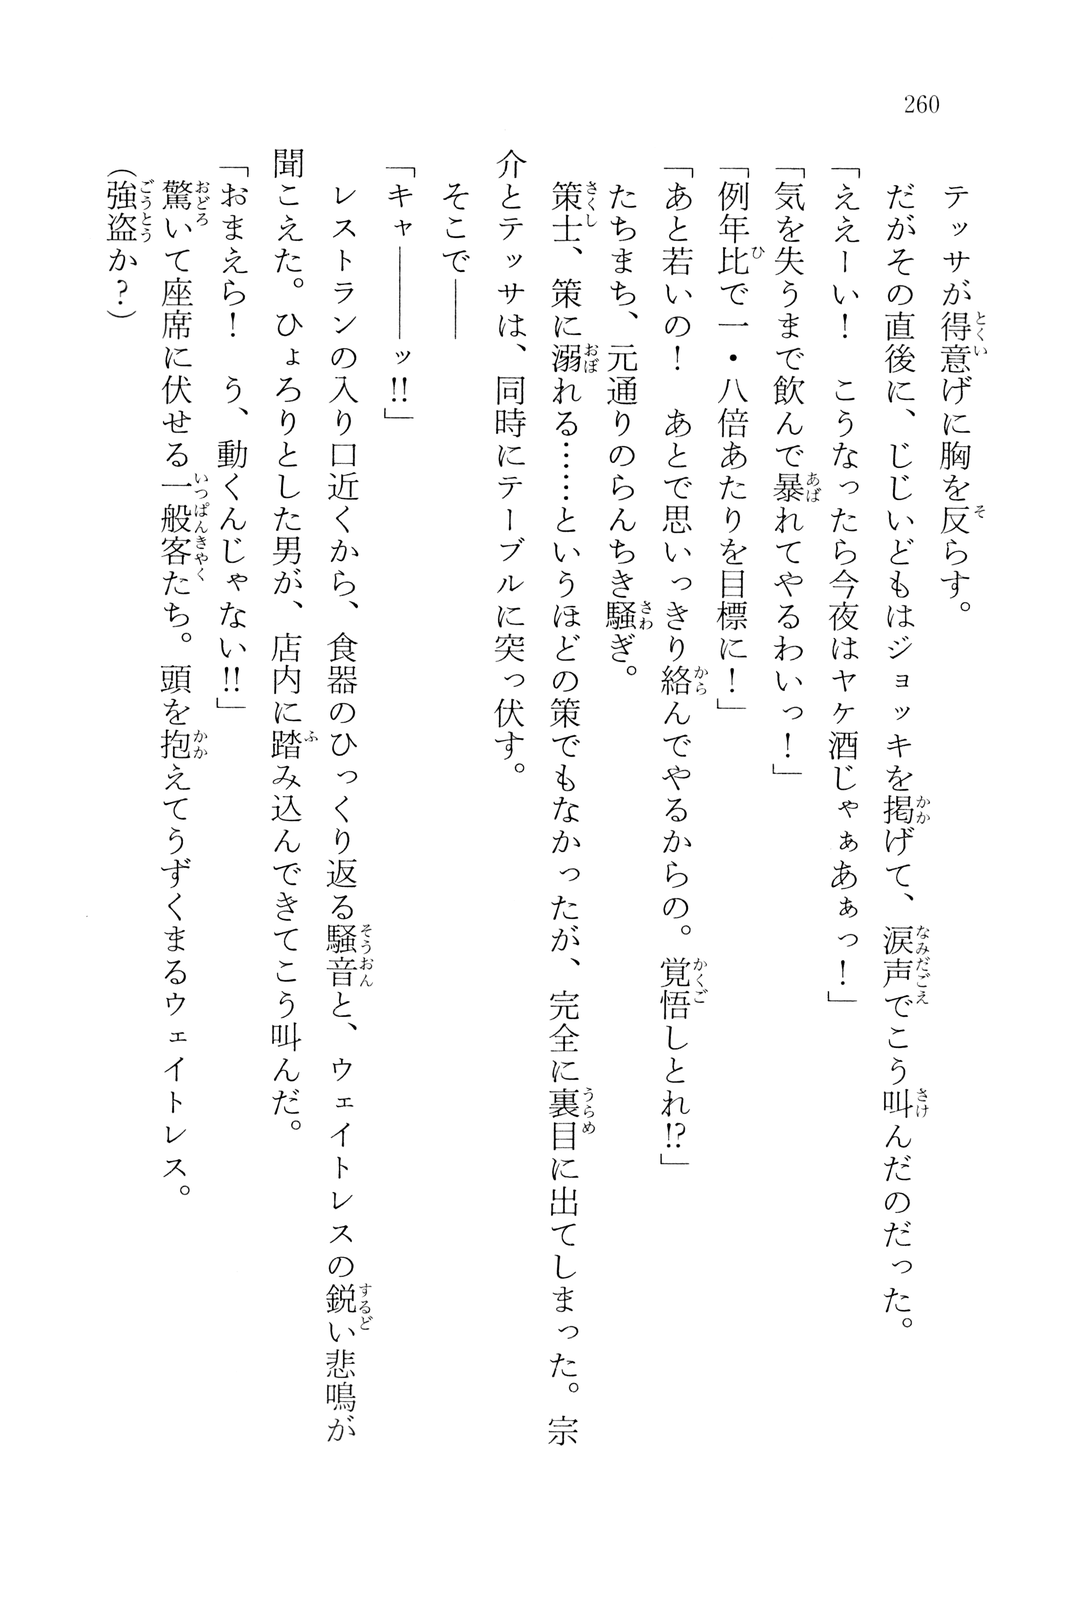 260
テッサが得意げに胸を反らす。
だがその直後に、じじいどもはジョッキを掲げて、涙声でこう叫んだのだった。
「ええーい！　こうなったら今夜はヤケ酒じゃぁあぁっ！」
「気を失うまで飲んで暴れてやるわいっ！」
「例年比で一・八倍あたりを目標に！」
「あと若いの！　あとで思いっきり絡んでやるからの。覚悟しとれ!?」
たちまち、元通りのらんちき騒ぎ。
策士、策に溺れる……というほどの策でもなかったが、完全に裏目に出てしまった。宗
介とテッサは、同時にテーブルに突っ伏す。
そこで――
「キャ――――ッ!!」
レストランの入り口近くから、食器のひっくり返る騒音と、ウェイトレスの鋭い悲鳴が
聞こえた。ひょろりとした男が、店内に踏み込んできてこう叫んだ。
「おまえら！　う、動くんじゃない!!」
驚いて座席に伏せる一般客たち。頭を抱えてうずくまるウェイトレス。
（強盗か？）